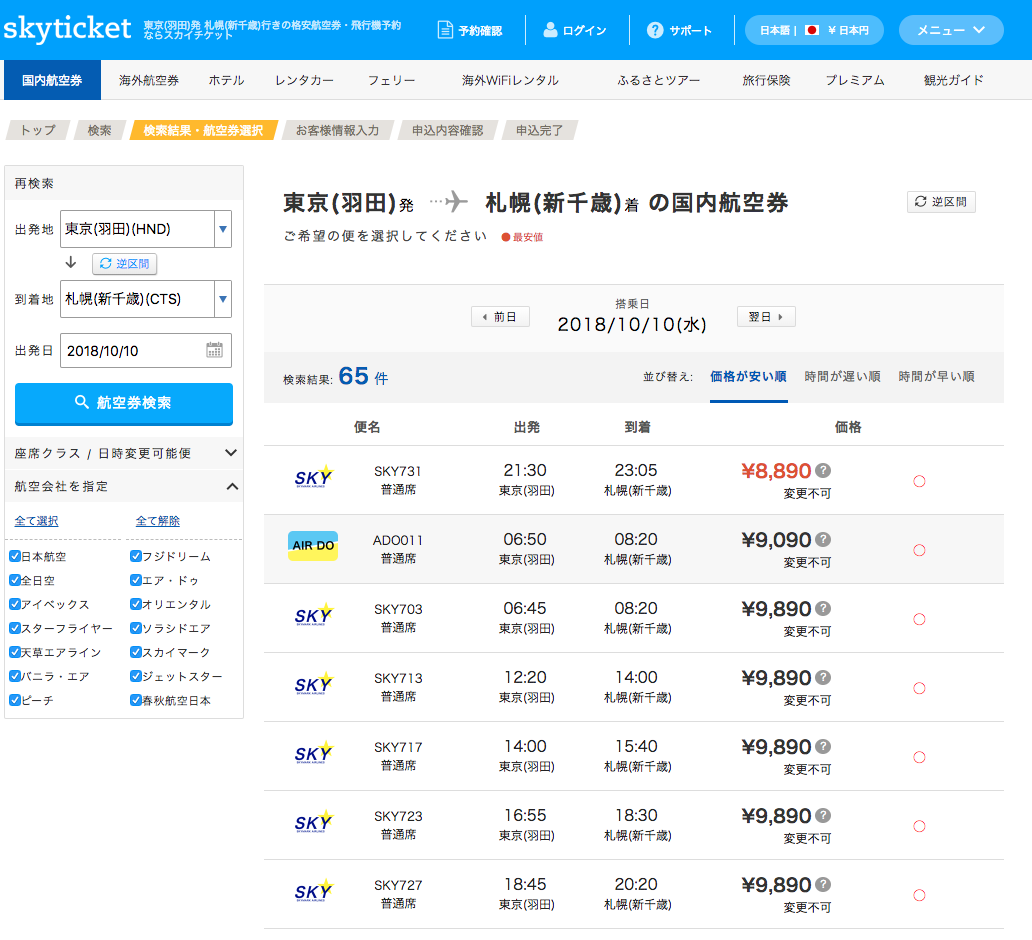 skyticket
東京(羽田)発 札幌(新千歳)行きの格安航空券・飛行機予約
ならスカイチケット
予約確認
ログイン
サポート
日本語 | ¥ 日本円
メニュー
国内航空券 海外航空券 ホテル レンタカー フェリー 海外WiFiレンタル ふるさとツアー 旅行保険 プレミアム 観光ガイド
トップ 検索 検索結果・航空券選択 お客様情報入力 申込内容確認 申込完了
再検索
出発地 東京(羽田)(HND)
逆区間
到着地 札幌(新千歳)(CTS)
出発日 2018/10/10
航空券検索
座席クラス / 日時変更可能便
航空会社を指定
全て選択 全て解除
日本航空 フジドリーム
全日空 エア・ドゥ
アイベックス オリエンタル
スターフライヤー ソラシドエア
天草エアライン スカイマーク
バニラ・エア ジェットスター
ピーチ 春秋航空日本
東京(羽田)発 札幌(新千歳)着 の国内航空券
逆区間
ご希望の便を選択してください ●最安値
搭乗日
前日 2018/10/10(水) 翌日
検索結果: 65 件 並び替え: 価格が安い順 時間が遅い順 時間が早い順
便名 出発 到着 価格
SKY SKY731 21:30 23:05 ¥8,890 ?
普通席 東京(羽田) 札幌(新千歳) 変更不可
AIR DO ADO011 06:50 08:20 ¥9,090 ?
普通席 東京(羽田) 札幌(新千歳) 変更不可
SKY SKY703 06:45 08:20 ¥9,890 ?
普通席 東京(羽田) 札幌(新千歳) 変更不可
SKY SKY713 12:20 14:00 ¥9,890 ?
普通席 東京(羽田) 札幌(新千歳) 変更不可
SKY SKY717 14:00 15:40 ¥9,890 ?
普通席 東京(羽田) 札幌(新千歳) 変更不可
SKY SKY723 16:55 18:30 ¥9,890 ?
普通席 東京(羽田) 札幌(新千歳) 変更不可
SKY SKY727 18:45 20:20 ¥9,890 ?
普通席 東京(羽田) 札幌(新千歳) 変更不可